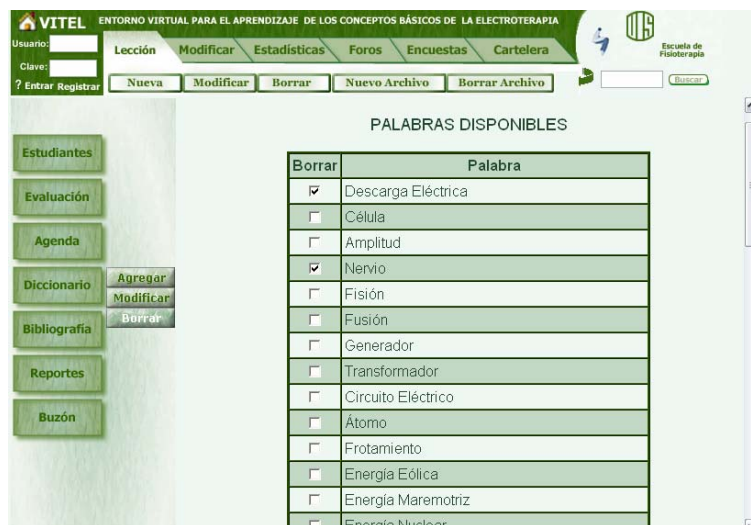 VITEL ENTORNO VIRTUAL PARA EL APRENDIZAJE DE LOS CONCEPTOS BÁSICOS DE LA ELECTROTERAPIA
Usuario:
Clave:
? Entrar Registrar
Lección Modificar Estadísticas Foros Encuestas Cartelera
UIS
Escuela de
Fisioterapia
Nueva Modificar Borrar Nuevo Archivo Borrar Archivo
Buscar
Estudiantes
Evaluación
Agenda
Diccionario
Bibliografía
Reportes
Buzón
Agregar
Modificar
Borrar
PALABRAS DISPONIBLES
Borrar Palabra
Descarga Eléctrica
Célula
Amplitud
Nervio
Fisión
Fusión
Generador
Transformador
Circuito Eléctrico
Átomo
Frotamiento
Energía Eólica
Energía Maremotriz
Energía Nuclear